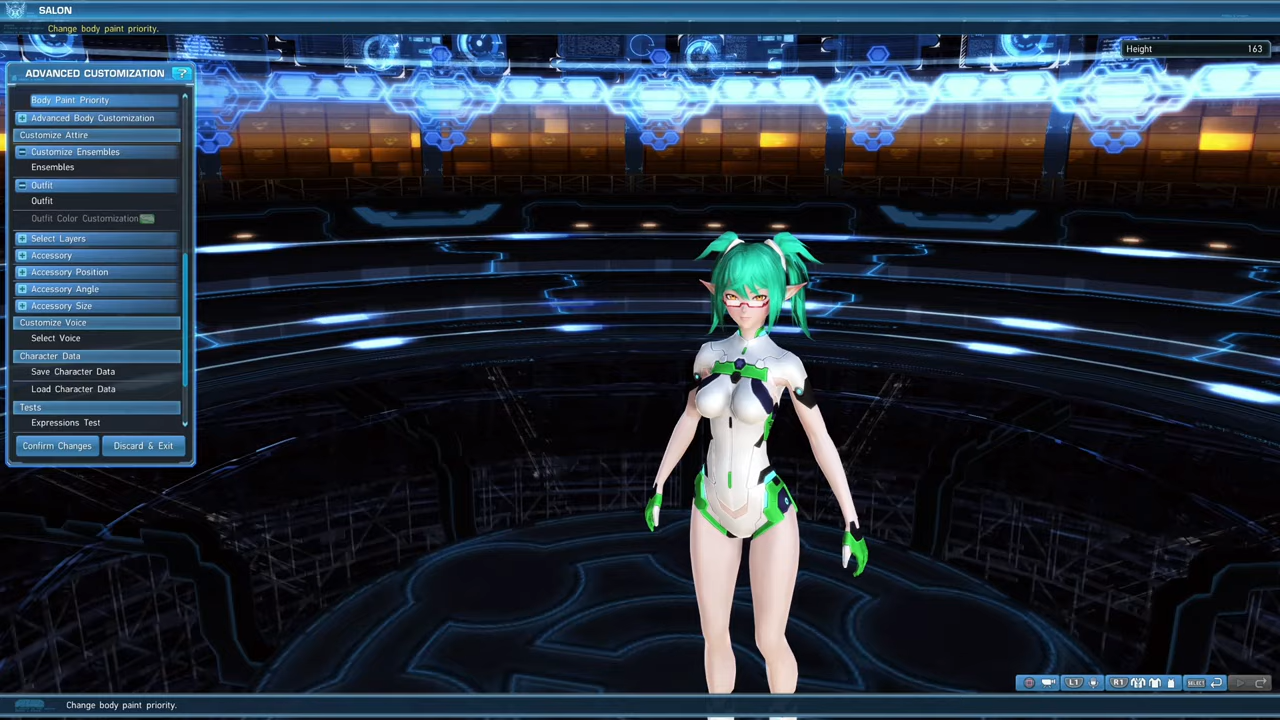 SALON
Change body paint priority.
Height 163
ADVANCED CUSTOMIZATION ?
Body Paint Priority
Advanced Body Customization
Customize Attire
Customize Ensembles
Ensembles
Outfit
Outfit
Outfit Color Customization
Select Layers
Accessory
Accessory Position
Accessory Angle
Accessory Size
Customize Voice
Select Voice
Character Data
Save Character Data
Load Character Data
Tests
Expressions Test
Confirm Changes Discard & Exit
L1 R1 SELECT
Change body paint priority.